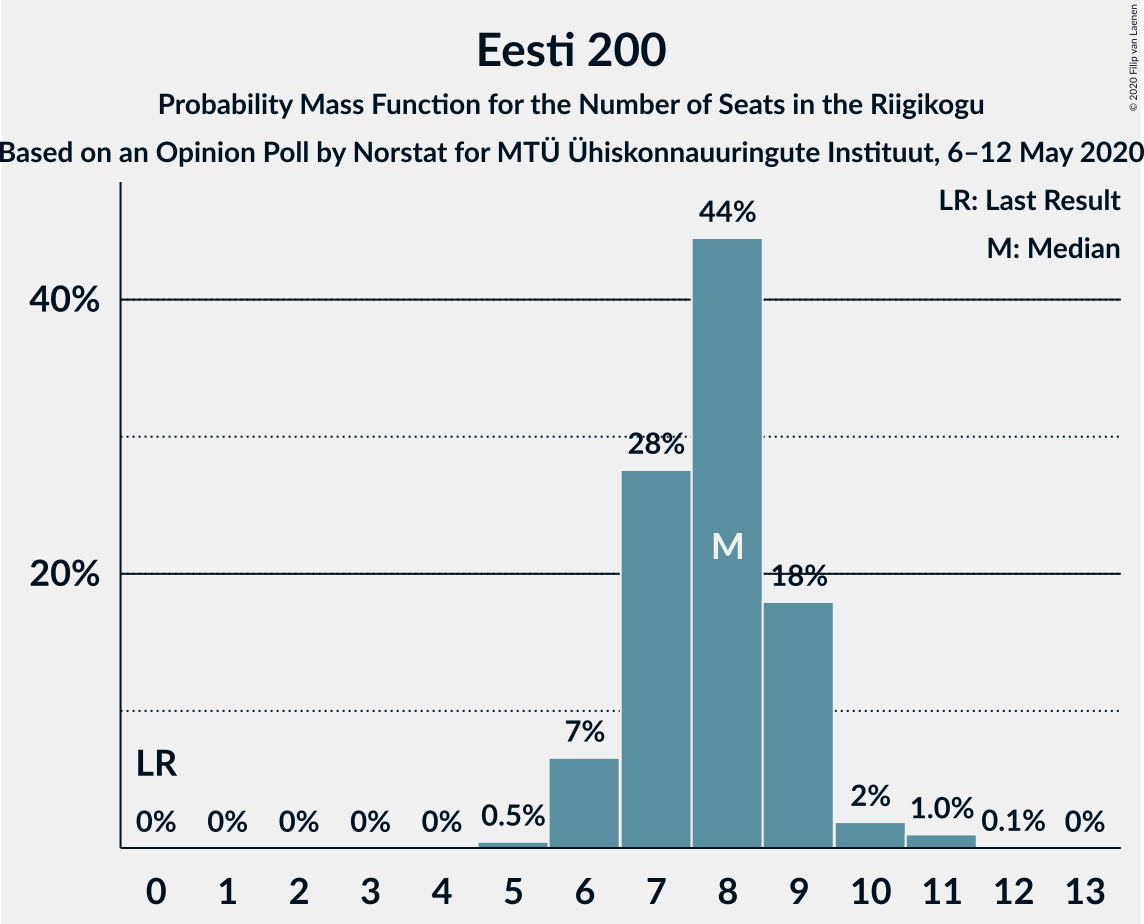 Eesti 200
Probability Mass Function for the Number of Seats in the Riigikogu
Based on an Opinion Poll by Norstat for MTÜ Ühiskonnauuringute Instituut, 6–12 May 2020
© 2020 Filip van Laenen
LR: Last Result
M: Median
44%
40%
28%
M
20%
18%
7%
LR
0% 0% 0% 0% 0% 0.5% 2% 1.0% 0.1% 0%
0 1 2 3 4 5 6 7 8 9 10 11 12 13